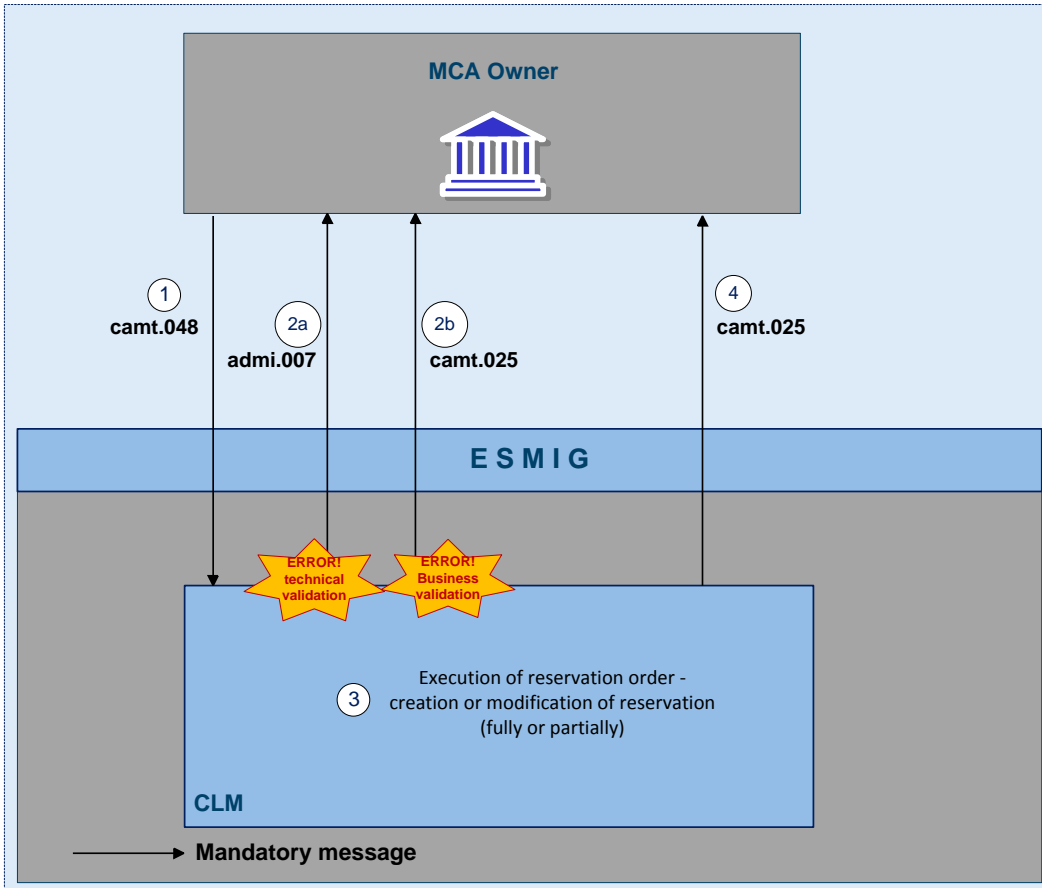 MCA Owner
1
camt.048
2a
admi.007
2b
camt.025
4
camt.025
E S M I G
ERROR!
technical
validation
ERROR!
Business
validation
3
Execution of reservation order -
creation or modification of reservation
(fully or partially)
CLM
Mandatory message